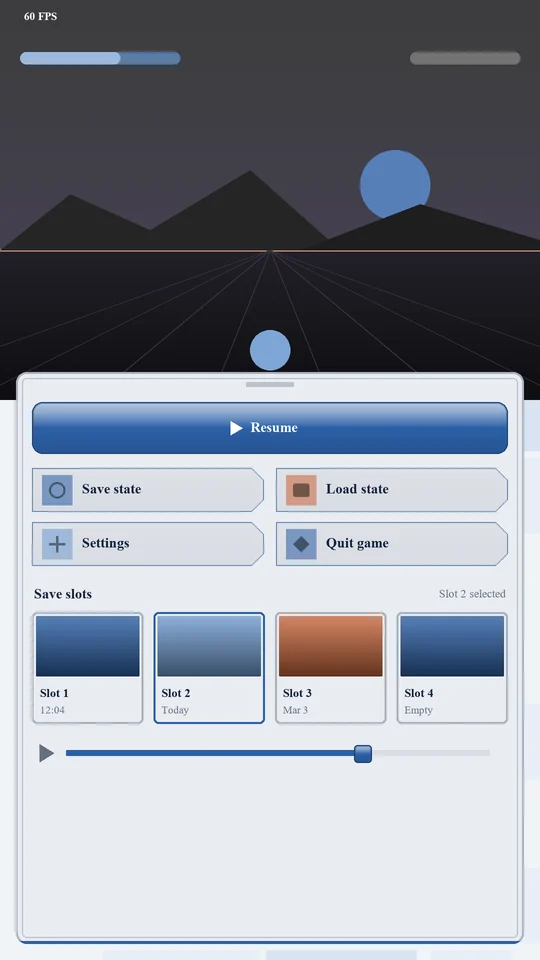 60 FPS
Resume
Save state
Load state
Settings
Quit game
Save slots
Slot 2 selected
Slot 1
12:04
Slot 2
Today
Slot 3
Mar 3
Slot 4
Empty